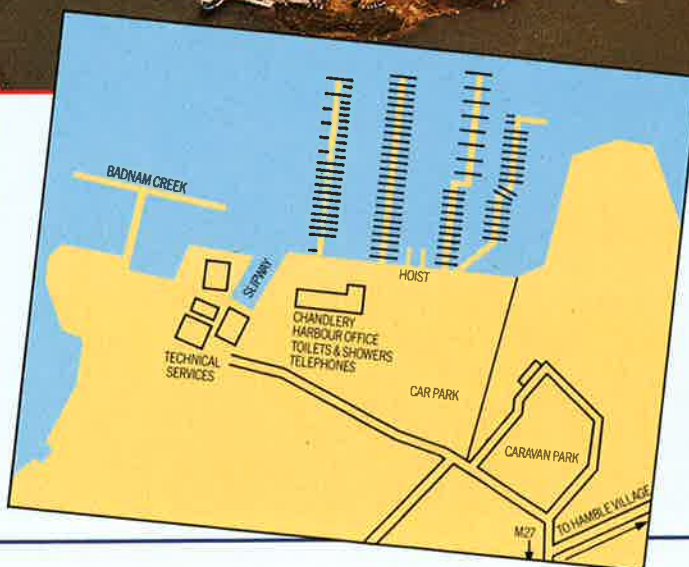 BADNAM CREEK
SLIPWAY
HOIST
CHANDLERY
HARBOUR OFFICE
TOILETS & SHOWERS
TELEPHONES
TECHNICAL
SERVICES
CAR PARK
CARAVAN PARK
M27
TO HAMBLE VILLAGE